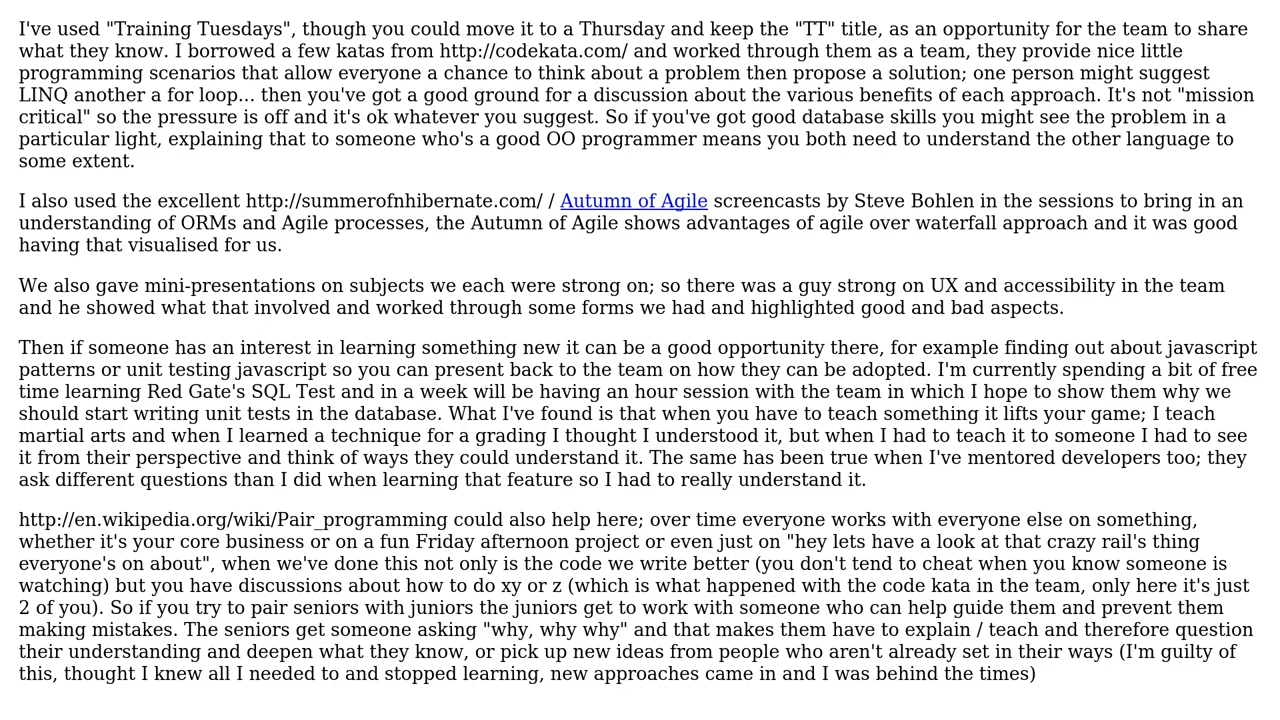 I've used "Training Tuesdays", though you could move it to a Thursday and keep the "TT" title, as an opportunity for the team to share
what they know. I borrowed a few katas from http://codekata.com/ and worked through them as a team, they provide nice little
programming scenarios that allow everyone a chance to think about a problem then propose a solution; one person might suggest
LINQ another a for loop... then you've got a good ground for a discussion about the various benefits of each approach. It's not "mission
critical" so the pressure is off and it's ok whatever you suggest. So if you've got good database skills you might see the problem in a
particular light, explaining that to someone who's a good OO programmer means you both need to understand the other language to
some extent.
I also used the excellent http://summerofnhibernate.com/ / Autumn of Agile screencasts by Steve Bohlen in the sessions to bring in an
understanding of ORMs and Agile processes, the Autumn of Agile shows advantages of agile over waterfall approach and it was good
having that visualised for us.
We also gave mini-presentations on subjects we each were strong on; so there was a guy strong on UX and accessibility in the team
and he showed what that involved and worked through some forms we had and highlighted good and bad aspects.
Then if someone has an interest in learning something new it can be a good opportunity there, for example finding out about javascript
patterns or unit testing javascript so you can present back to the team on how they can be adopted. I'm currently spending a bit of free
time learning Red Gate's SQL Test and in a week will be having an hour session with the team in which I hope to show them why we
should start writing unit tests in the database. What I've found is that when you have to teach something it lifts your game; I teach
martial arts and when I learned a technique for a grading I thought I understood it, but when I had to teach it to someone I had to see
it from their perspective and think of ways they could understand it. The same has been true when I've mentored developers too; they
ask different questions than I did when learning that feature so I had to really understand it.
http://en.wikipedia.org/wiki/Pair_programming could also help here; over time everyone works with everyone else on something,
whether it's your core business or on a fun Friday afternoon project or even just on "hey lets have a look at that crazy rail's thing
everyone's on about", when we've done this not only is the code we write better (you don't tend to cheat when you know someone is
watching) but you have discussions about how to do xy or z (which is what happened with the code kata in the team, only here it's just
2 of you). So if you try to pair seniors with juniors the juniors get to work with someone who can help guide them and prevent them
making mistakes. The seniors get someone asking "why, why why" and that makes them have to explain / teach and therefore question
their understanding and deepen what they know, or pick up new ideas from people who aren't already set in their ways (I'm guilty of
this, thought I knew all I needed to and stopped learning, new approaches came in and I was behind the times)